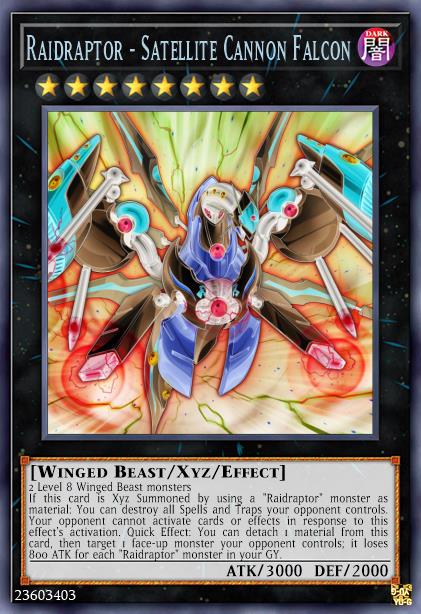 RAIDRAPTOR - SATELLITE CANNON FALCON
DARK
闇
[WINGED BEAST/XYZ/EFFECT]
2 Level 8 Winged Beast monsters
If this card is Xyz Summoned by using a "Raidraptor" monster as
material: You can destroy all Spells and Traps your opponent controls.
Your opponent cannot activate cards or effects in response to this
effect's activation. Quick Effect: You can detach 1 material from this
card, then target 1 face-up monster your opponent controls; it loses
800 ATK for each "Raidraptor" monster in your GY.
ATK/3000 DEF/2000
23603403